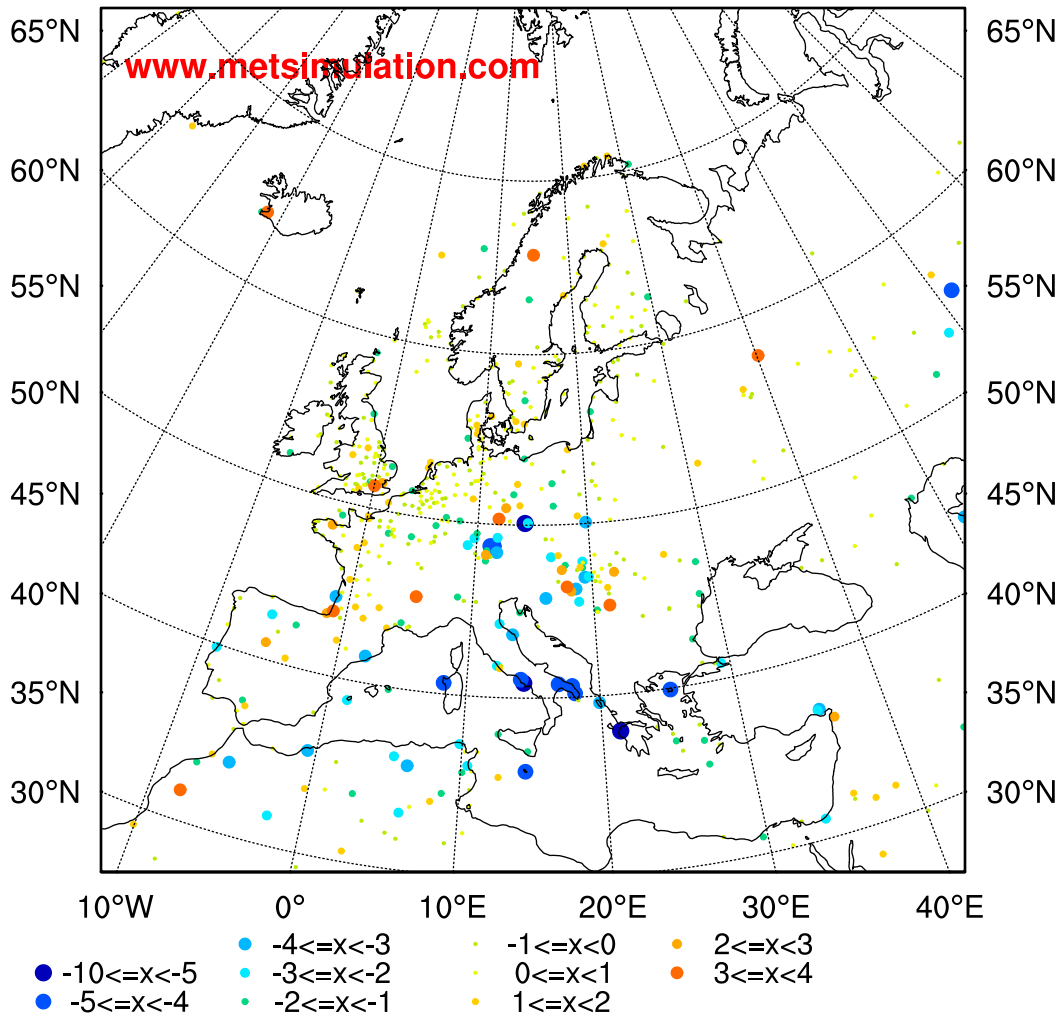 65°N 65°N
www.metsimulation.com
60°N 60°N
55°N 55°N
50°N 50°N
45°N 45°N
40°N 40°N
35°N 35°N
30°N 30°N
10°W 0° 10°E 20°E 30°E 40°E
-4<=x<-3 -1<=x<0 2<=x<3
-10<=x<-5 -3<=x<-2 0<=x<1 3<=x<4
-5<=x<-4 -2<=x<-1 1<=x<2